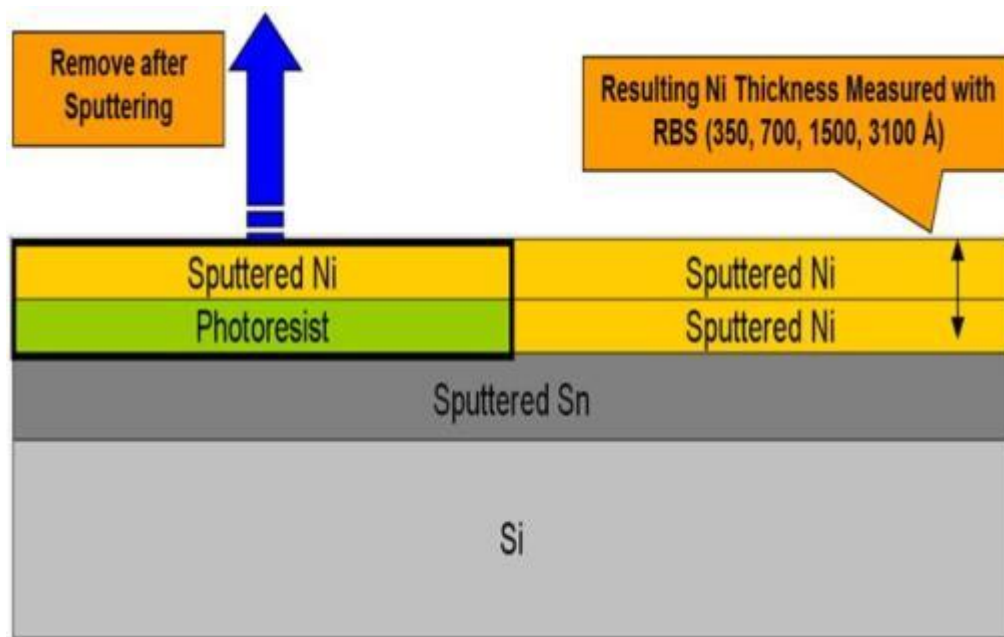 Remove after
Sputtering
Resulting Ni Thickness Measured with
RBS (350, 700, 1500, 3100 Å)
Sputtered Ni
Sputtered Ni
Photoresist
Sputtered Ni
Sputtered Sn
Si